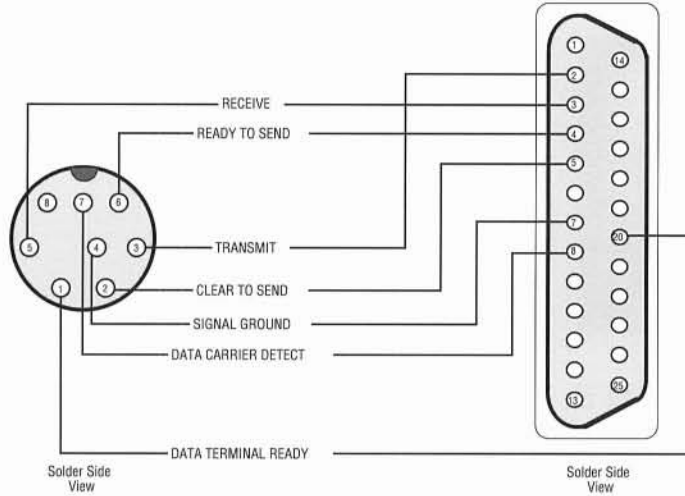 1
14
2
RECEIVE
3
READY TO SEND
4
5
8
7
6
7
20
5
4
3
TRANSMIT
8
1
2
CLEAR TO SEND
SIGNAL GROUND
DATA CARRIER DETECT
25
13
DATA TERMINAL READY
Solder Side
View
Solder Side
View